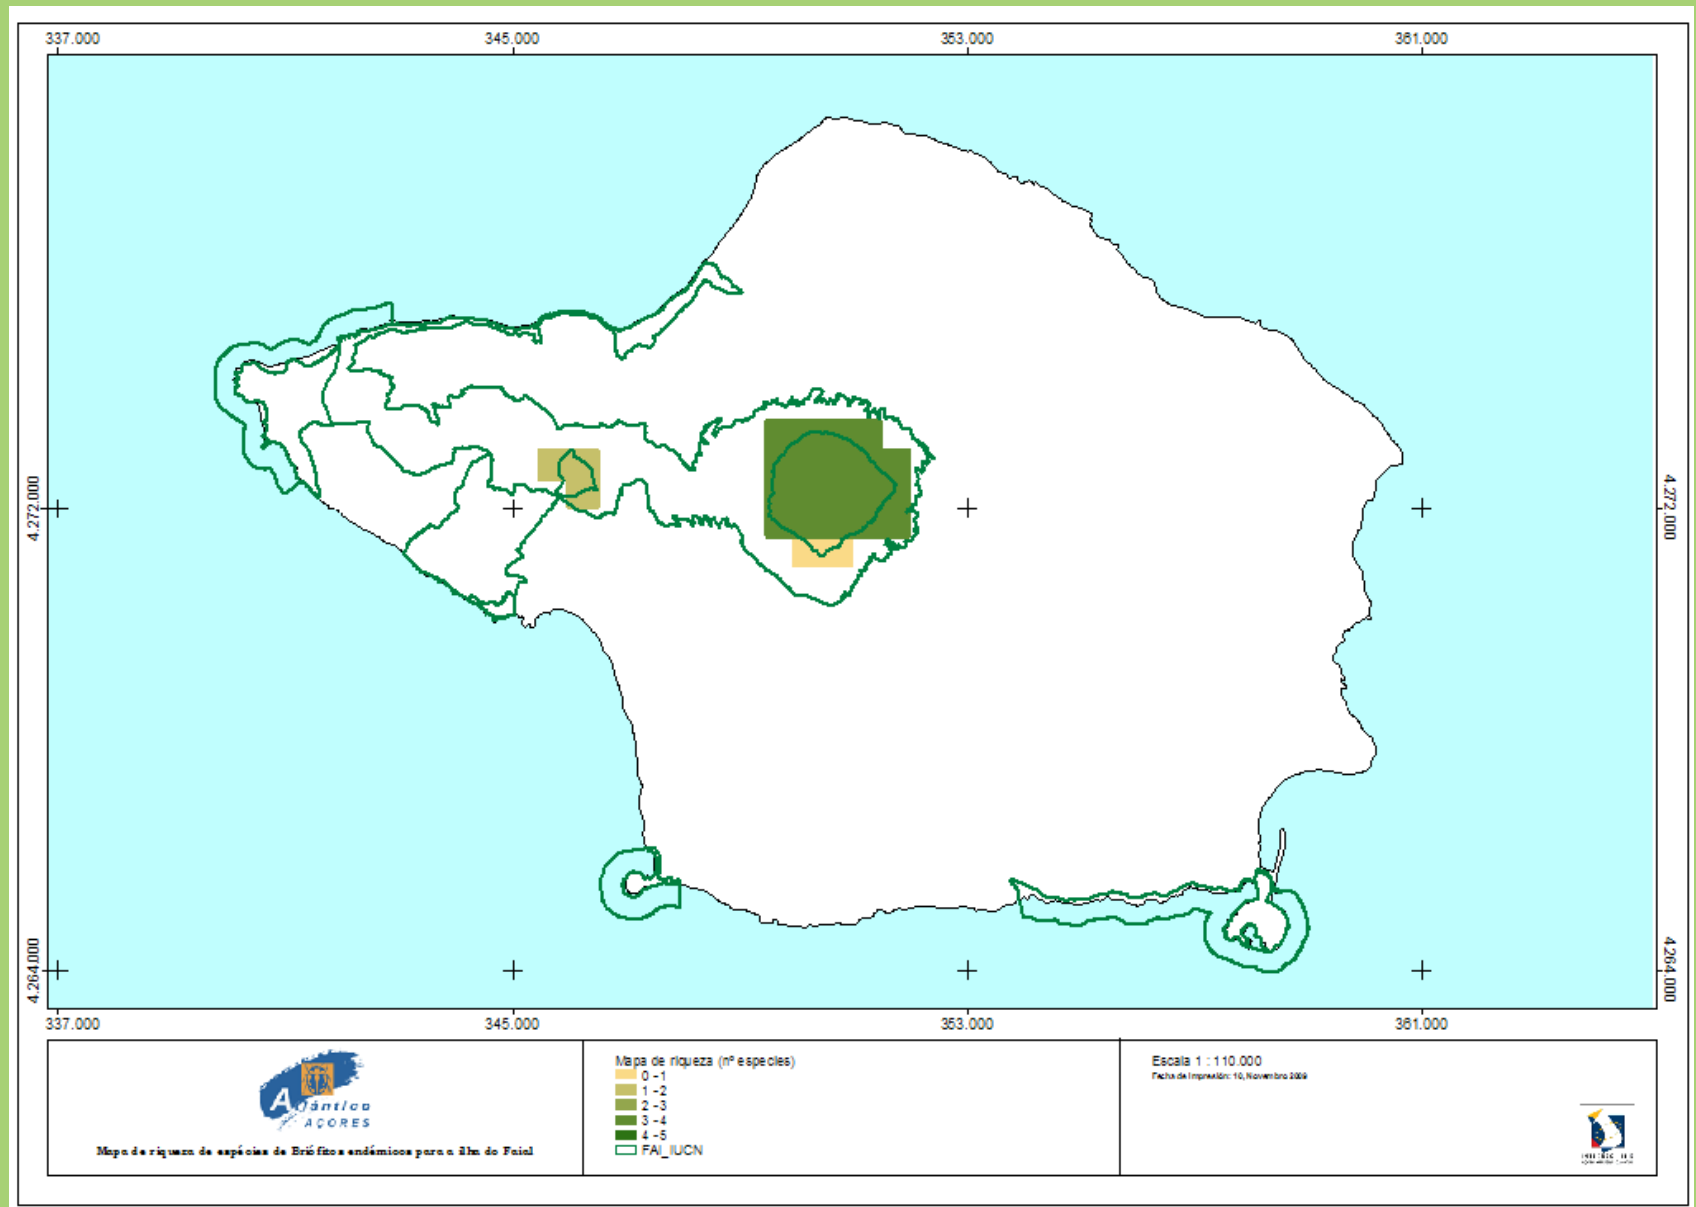 337.000 345.000 353.000 361.000
4.272.000 4.272.000
4.264.000 4.264.000
337.000 345.000 353.000 361.000
Atlântico
AÇORES
Mapa de riqueza de espécies de Briófitos endémicos para a ilha do Faial
Mapa de riqueza (nº especies)
0 - 1
1 - 2
2 - 3
3 - 4
4 - 5
FAI_IUCN
Escala 1 : 110.000
Fecha de Impresión: 10, Novembro 2009